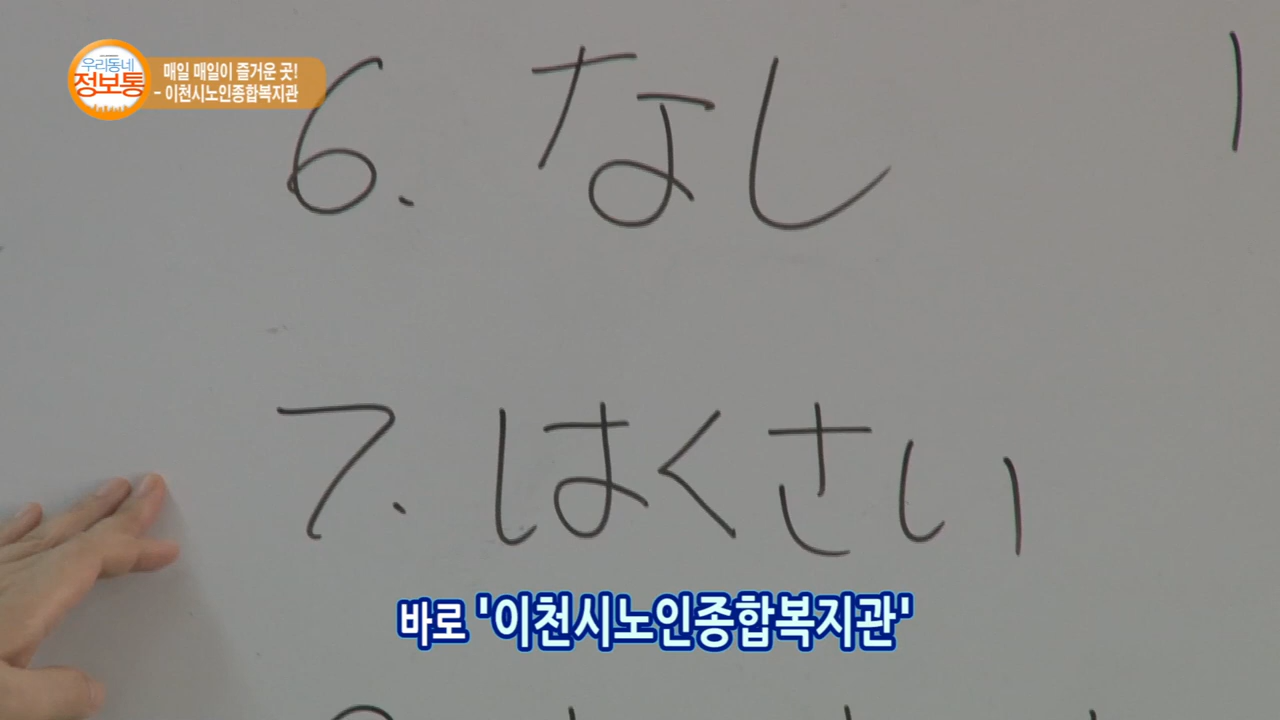 우리동네
정보통
매일 매일이 즐거운 곳!
- 이천시노인종합복지관
6. なし
7. はくさい
바로 '이천시노인종합복지관'